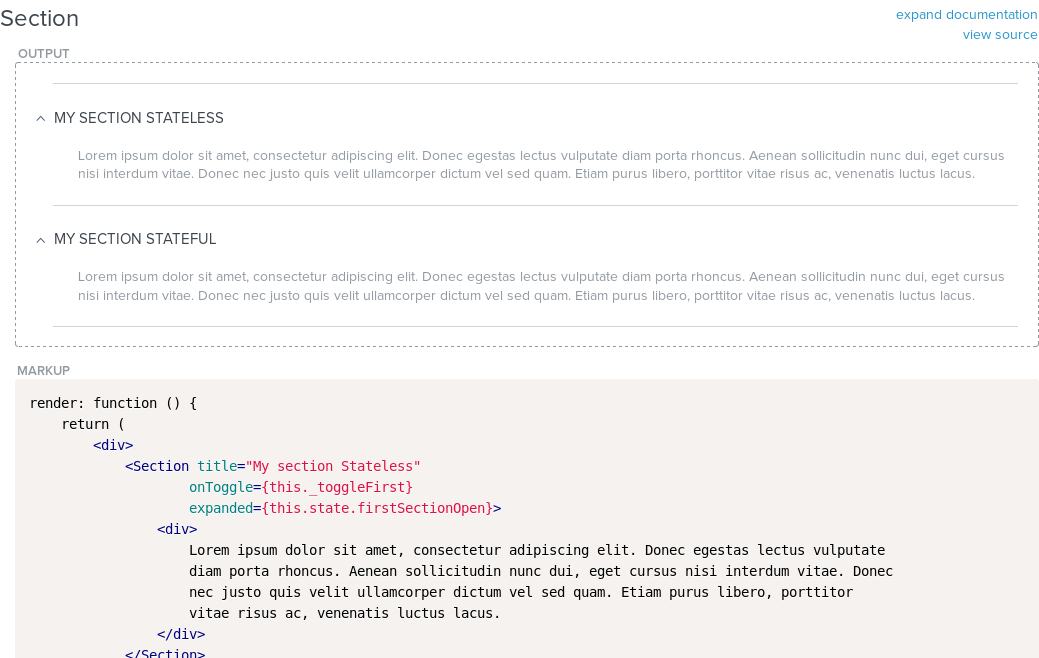 Section
expand documentation
view source
OUTPUT
MY SECTION STATELESS
Lorem ipsum dolor sit amet, consectetur adipiscing elit. Donec egestas lectus vulputate diam porta rhoncus. Aenean sollicitudin nunc dui, eget cursus
nisi interdum vitae. Donec nec justo quis velit ullamcorper dictum vel sed quam. Etiam purus libero, porttitor vitae risus ac, venenatis luctus lacus.
MY SECTION STATEFUL
Lorem ipsum dolor sit amet, consectetur adipiscing elit. Donec egestas lectus vulputate diam porta rhoncus. Aenean sollicitudin nunc dui, eget cursus
nisi interdum vitae. Donec nec justo quis velit ullamcorper dictum vel sed quam. Etiam purus libero, porttitor vitae risus ac, venenatis luctus lacus.
MARKUP
render: function () {
    return (
        <div>
            <Section title="My section Stateless"
                    onToggle={this._toggleFirst}
                    expanded={this.state.firstSectionOpen}>
                <div>
                    Lorem ipsum dolor sit amet, consectetur adipiscing elit. Donec egestas lectus vulputate
                    diam porta rhoncus. Aenean sollicitudin nunc dui, eget cursus nisi interdum vitae. Donec
                    nec justo quis velit ullamcorper dictum vel sed quam. Etiam purus libero, porttitor
                    vitae risus ac, venenatis luctus lacus.
                </div>
            </Section>